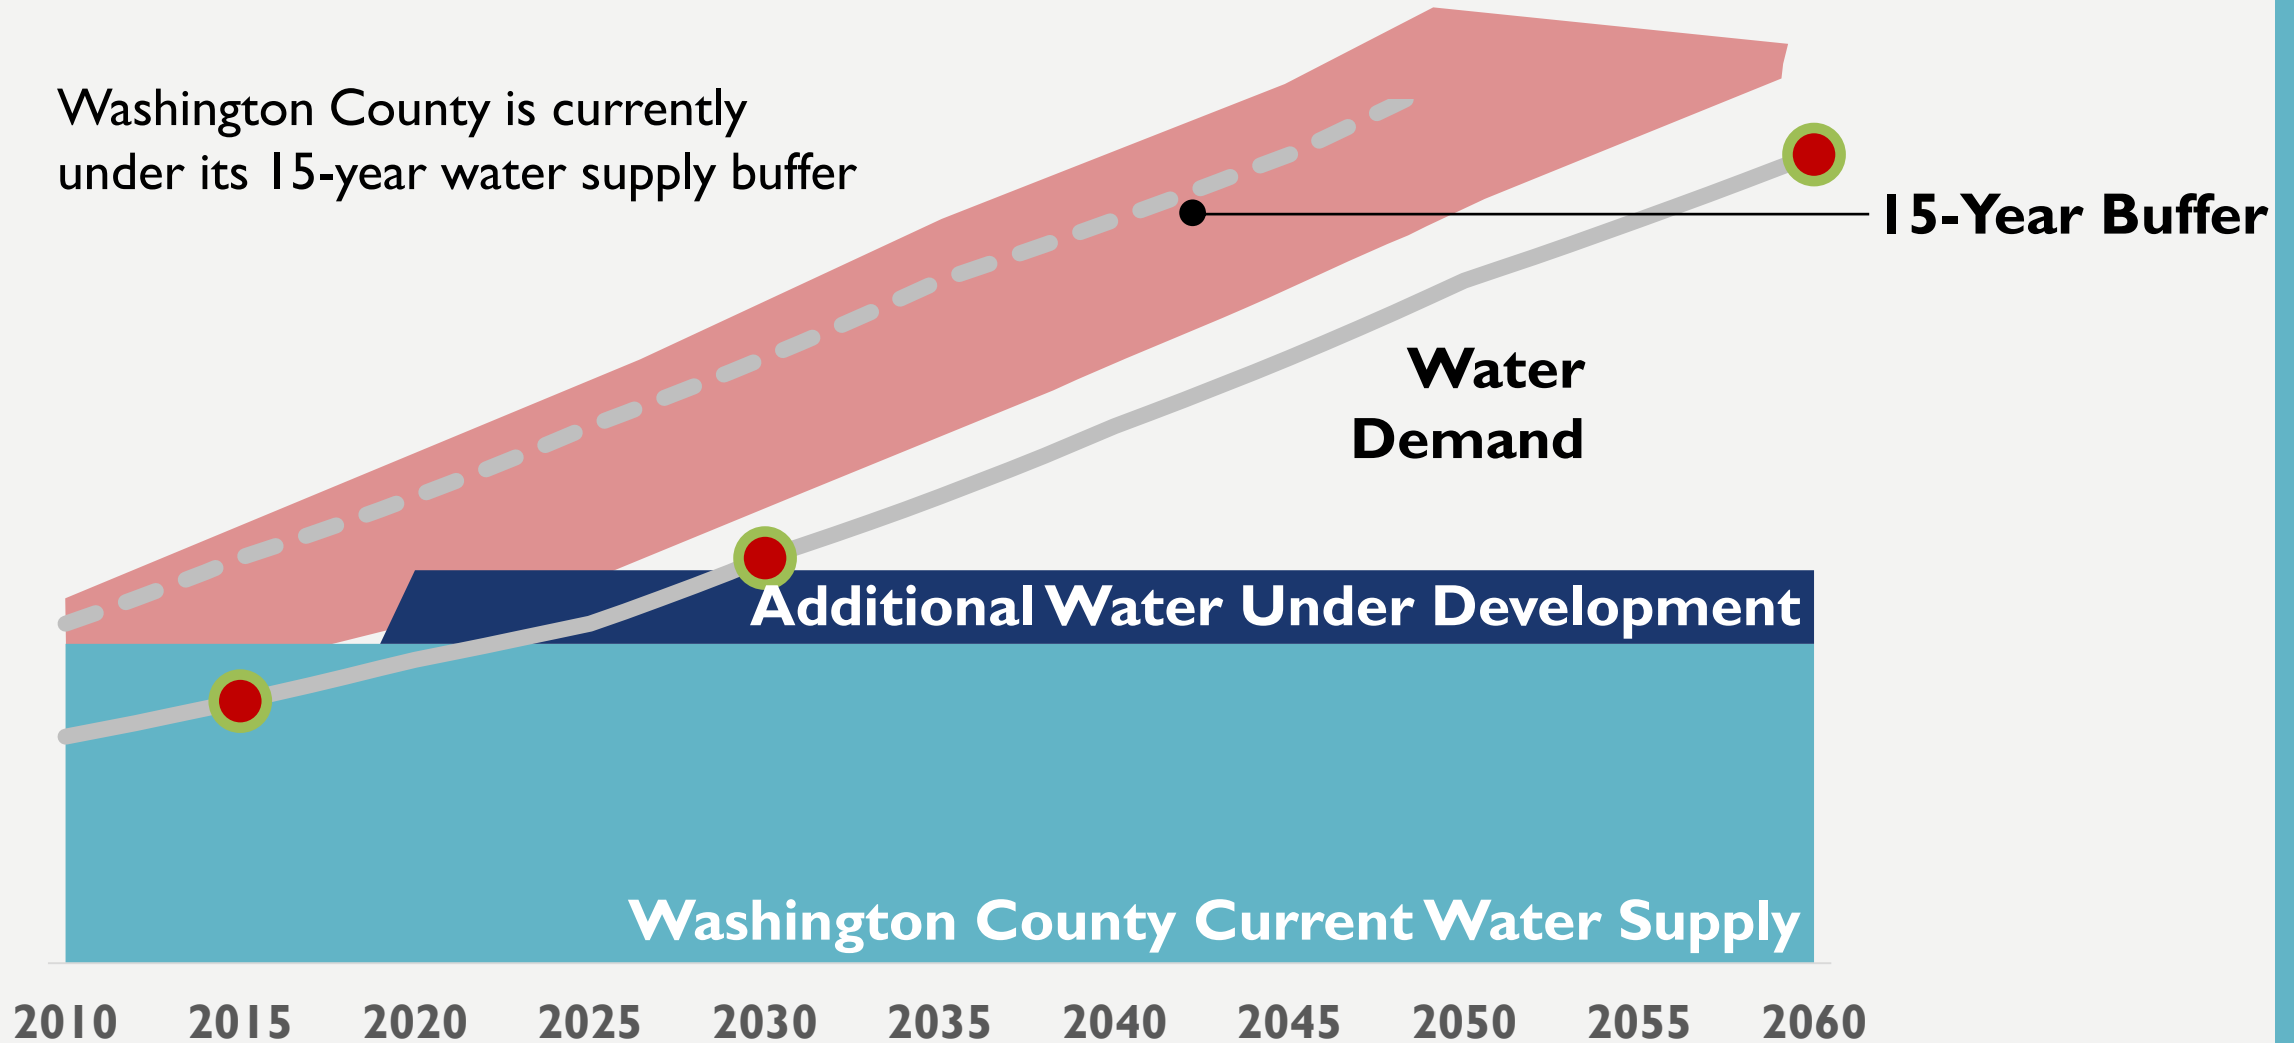 Washington County is currently
under its 15-year water supply buffer
15-Year Buffer
Water
Demand
Additional Water Under Development
Washington County Current Water Supply
2010 2015 2020 2025 2030 2035 2040 2045 2050 2055 2060